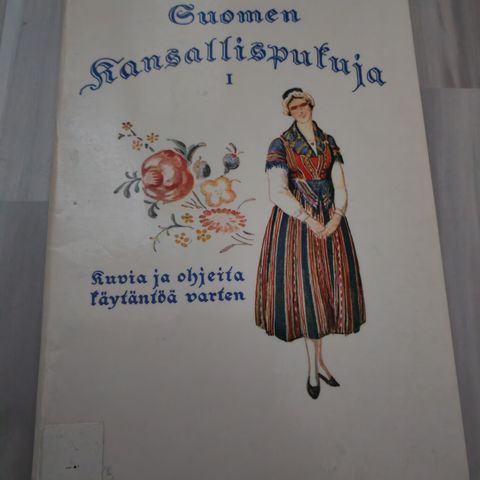 Suomen
Kansallispukuja
I
Kuvia ja ohjeita
käytäntöä varten